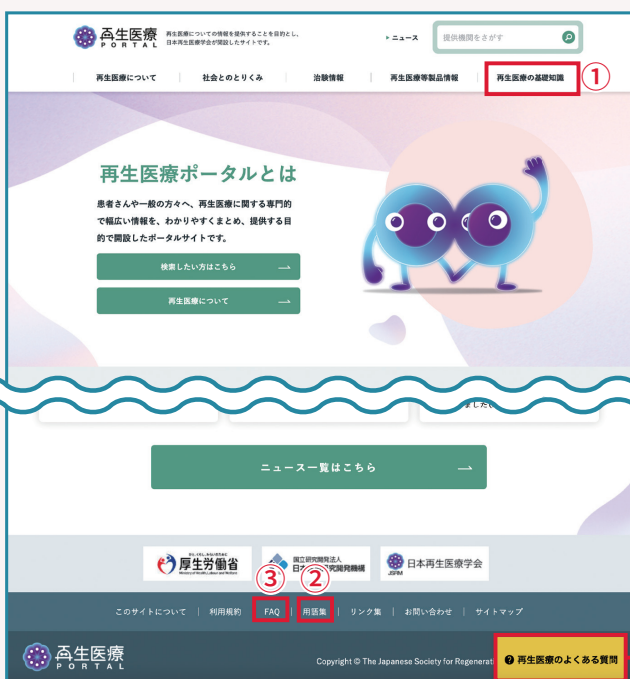 再生医療
PORTAL
再生医療についての情報を提供することを目的とし、
日本再生医療学会が開設したサイトです。
ニュース
提供機関をさがす
再生医療について
社会とのとりくみ
治験情報
再生医療等製品情報
再生医療の基礎知識
①
再生医療ポータルとは
患者さんや一般の方々へ、再生医療に関する専門的
で幅広い情報を、わかりやすくまとめ、提供する目
的で開設したポータルサイトです。
検索したい方はこちら
再生医療について
ニュース一覧はこちら
厚生労働省
国立研究開発法人
日本
研究開発機構
JSRM
日本再生医療学会
③
②
このサイトについて | 利用規約 | FAQ | 用語集 | リンク集 | お問い合わせ | サイトマップ
再生医療
PORTAL
Copyright © The Japanese Society for Regenerati
? 再生医療のよくある質問